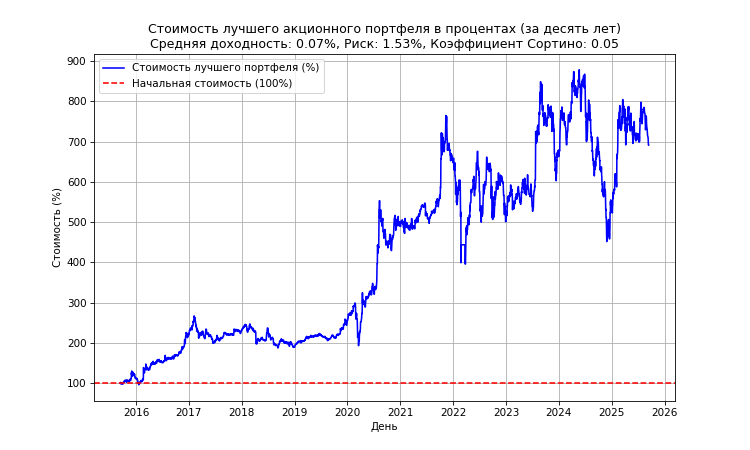 Стоимость лучшего акционного портфеля в процентах (за десять лет)
Средняя доходность: 0.07%, Риск: 1.53%, Коэффициент Сортино: 0.05
Стоимость лучшего портфеля (%)
Начальная стоимость (100%)
Стоимость (%)
900
800
700
600
500
400
300
200
100
2016 2017 2018 2019 2020 2021 2022 2023 2024 2025 2026
День